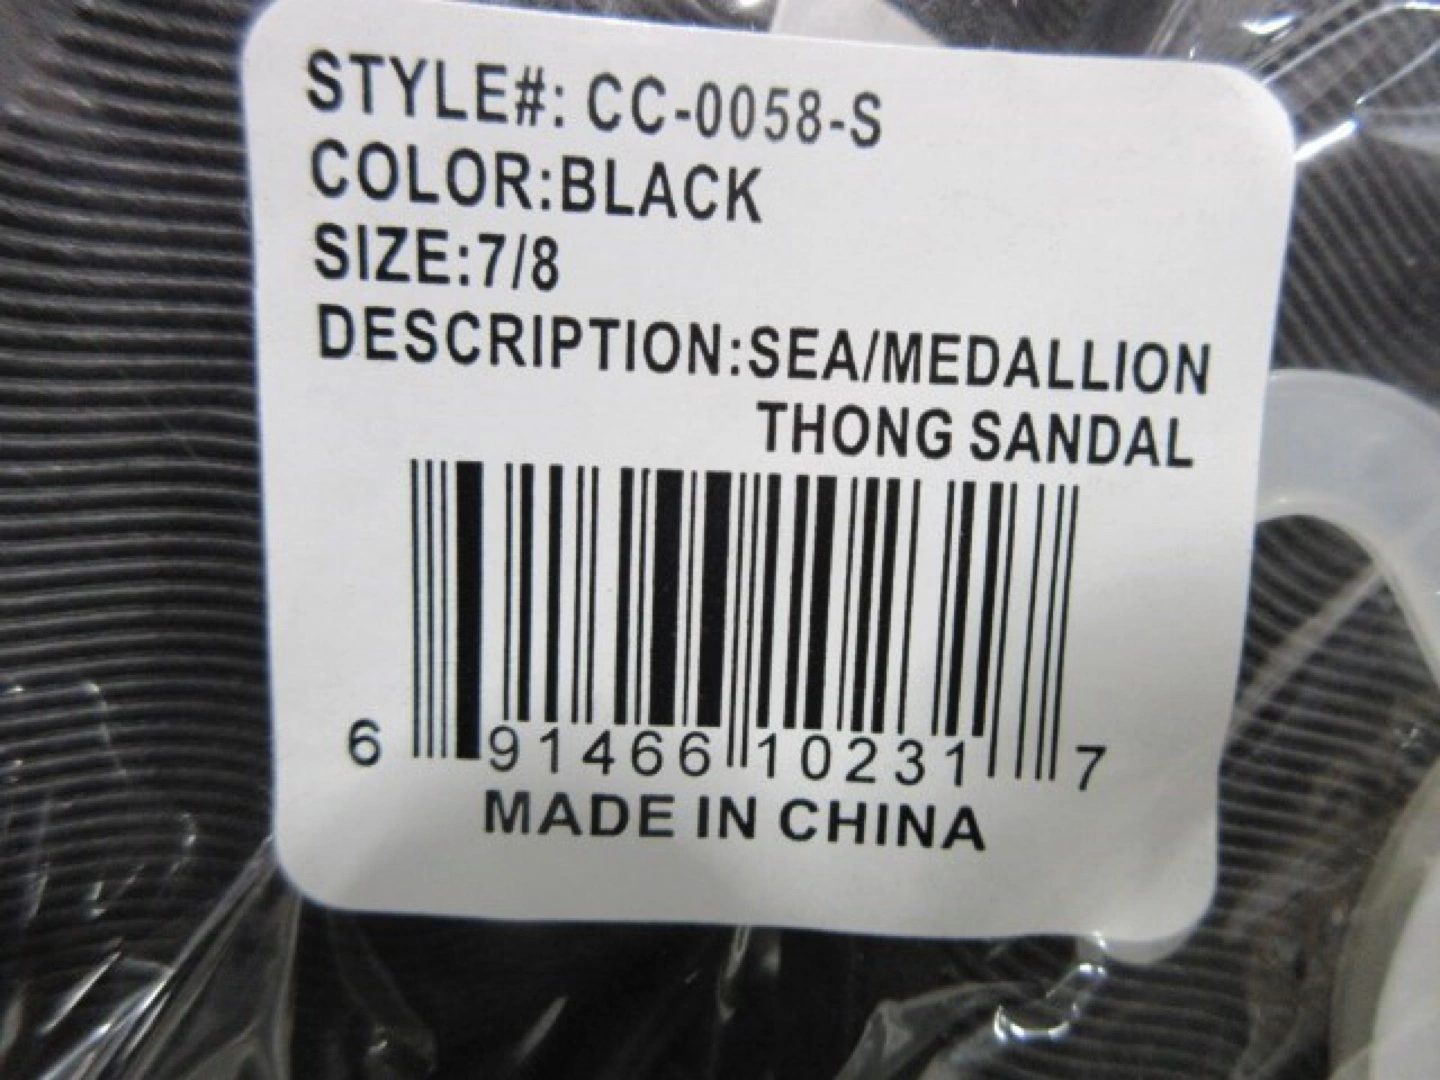 STYLE#: CC-0058-S
COLOR:BLACK
SIZE:7/8
DESCRIPTION:SEA/MEDALLION
THONG SANDAL
6 91466 10231 7
MADE IN CHINA